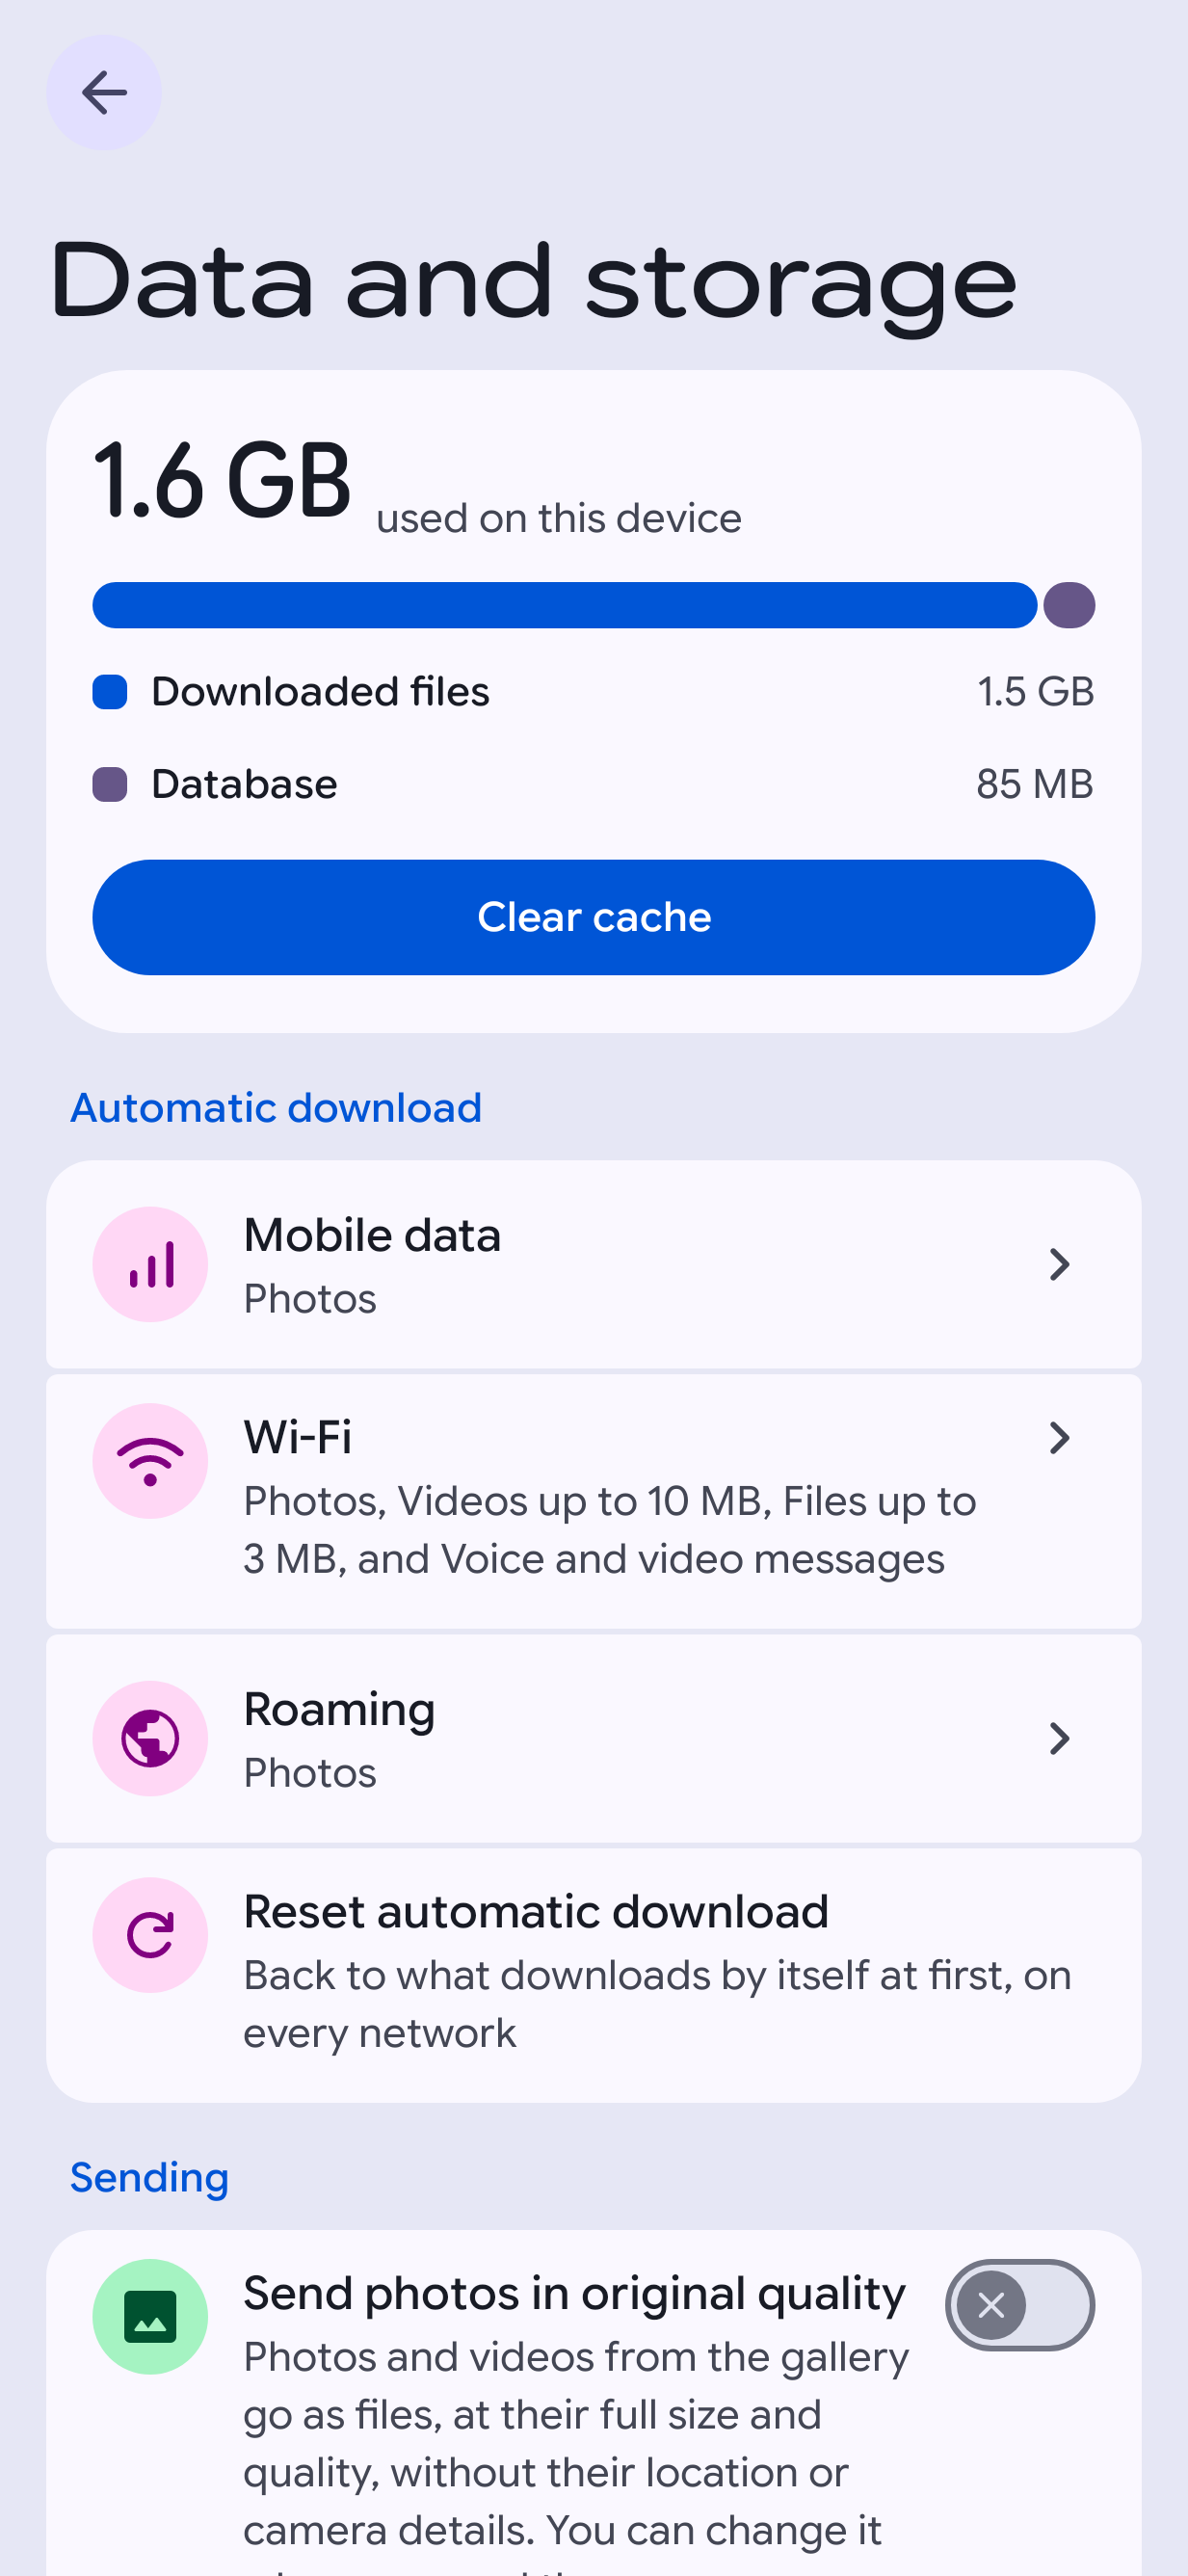 Data and storage
1.6 GB used on this device
Downloaded files 1.5 GB
Database 85 MB
Clear cache
Automatic download
Mobile data
Photos
Wi-Fi
Photos, Videos up to 10 MB, Files up to
3 MB, and Voice and video messages
Roaming
Photos
Reset automatic download
Back to what downloads by itself at first, on
every network
Sending
Send photos in original quality
Photos and videos from the gallery
go as files, at their full size and
quality, without their location or
camera details. You can change it